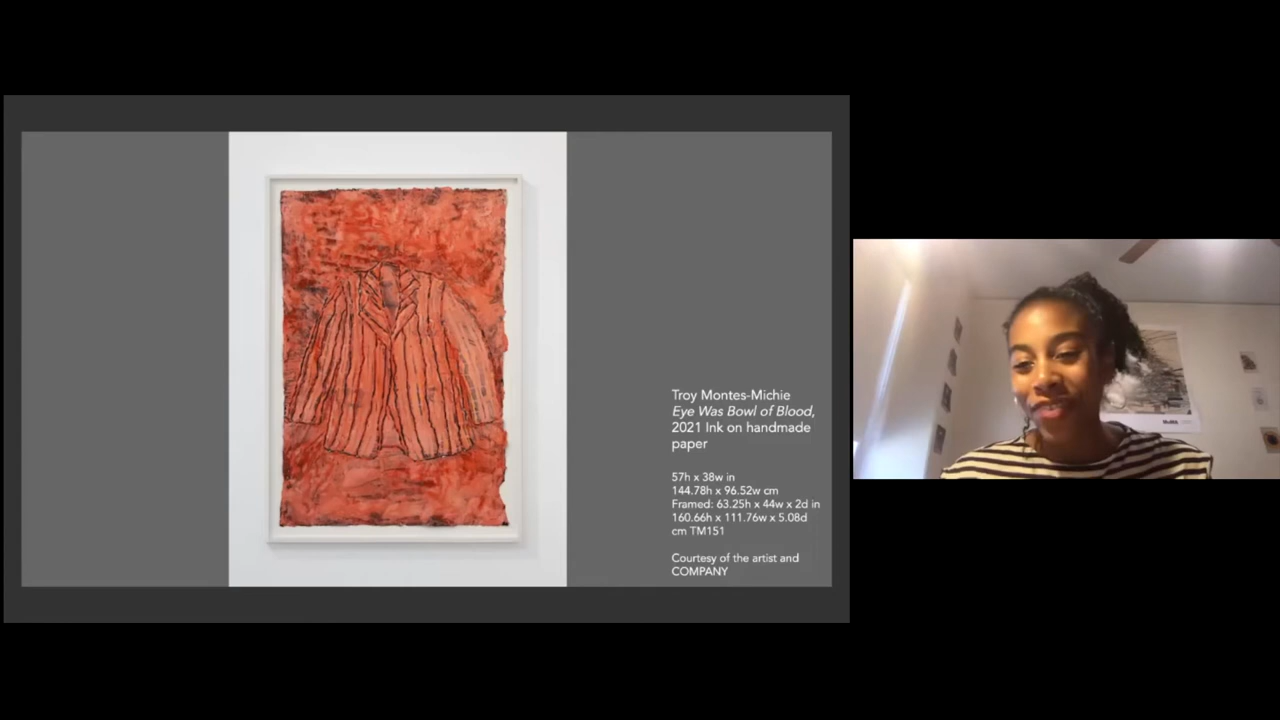 Troy Montes-Michie
Eye Was Bowl of Blood,
2021 Ink on handmade
paper
57h x 38w in
144.78h x 96.52w cm
Framed: 63.25h x 44w x 2d in
160.66h x 111.76w x 5.08d
cm TM151
Courtesy of the artist and
COMPANY